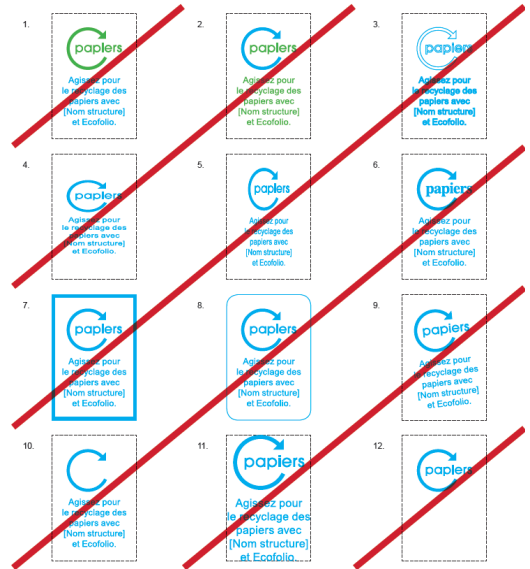 1.
papiers
Agissez pour
le recyclage des
papiers avec
[Nom structure]
et Ecofolio.
2.
papiers
Agissez pour
le recyclage des
papiers avec
[Nom structure]
et Ecofolio.
3.
papiers
Agissez pour
le recyclage des
papiers avec
[Nom structure]
et Ecofolio.
4.
papiers
Agissez pour
le recyclage des
papiers avec
[Nom structure]
et Ecofolio.
5.
papiers
Agissez pour
le recyclage des
papiers avec
[Nom structure]
et Ecofolio.
6.
papiers
Agissez pour
le recyclage des
papiers avec
[Nom structure]
et Ecofolio.
7.
papiers
Agissez pour
le recyclage des
papiers avec
[Nom structure]
et Ecofolio.
8.
papiers
Agissez pour
le recyclage des
papiers avec
[Nom structure]
et Ecofolio.
9.
papiers
Agissez pour
le recyclage des
papiers avec
[Nom structure]
et Ecofolio.
10.
Agissez pour
le recyclage des
papiers avec
[Nom structure]
et Ecofolio.
11.
papiers
Agissez pour
le recyclage des
papiers avec
[Nom structure]
et Ecofolio.
12.
papiers